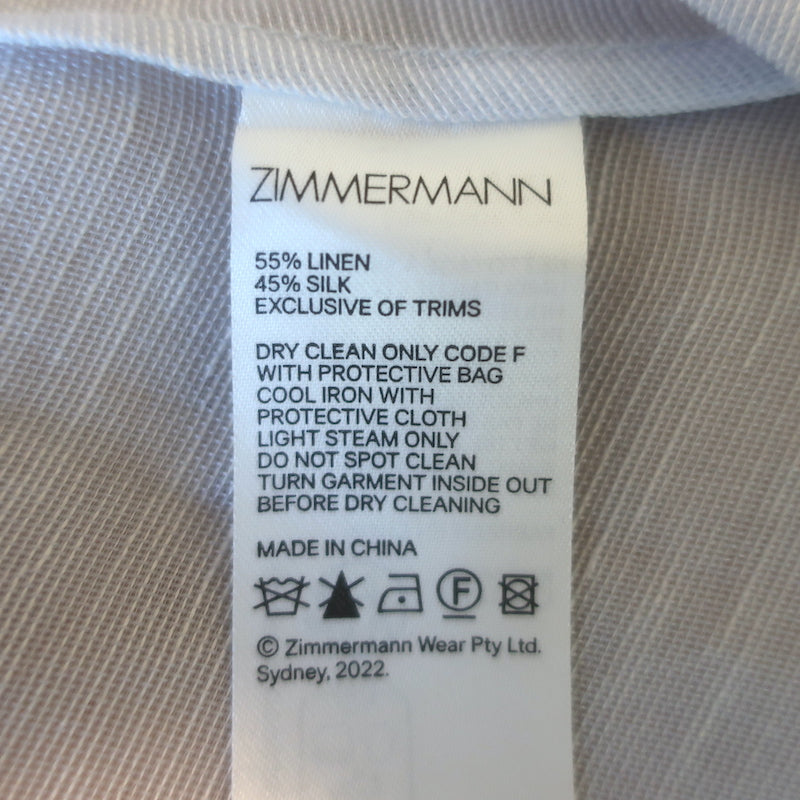 ZIMMERMANN
55% LINEN
45% SILK
EXCLUSIVE OF TRIMS
DRY CLEAN ONLY CODE F
WITH PROTECTIVE BAG
COOL IRON WITH
PROTECTIVE CLOTH
LIGHT STEAM ONLY
DO NOT SPOT CLEAN
TURN GARMENT INSIDE OUT
BEFORE DRY CLEANING
MADE IN CHINA
F
© Zimmermann Wear Pty Ltd.
Sydney, 2022.